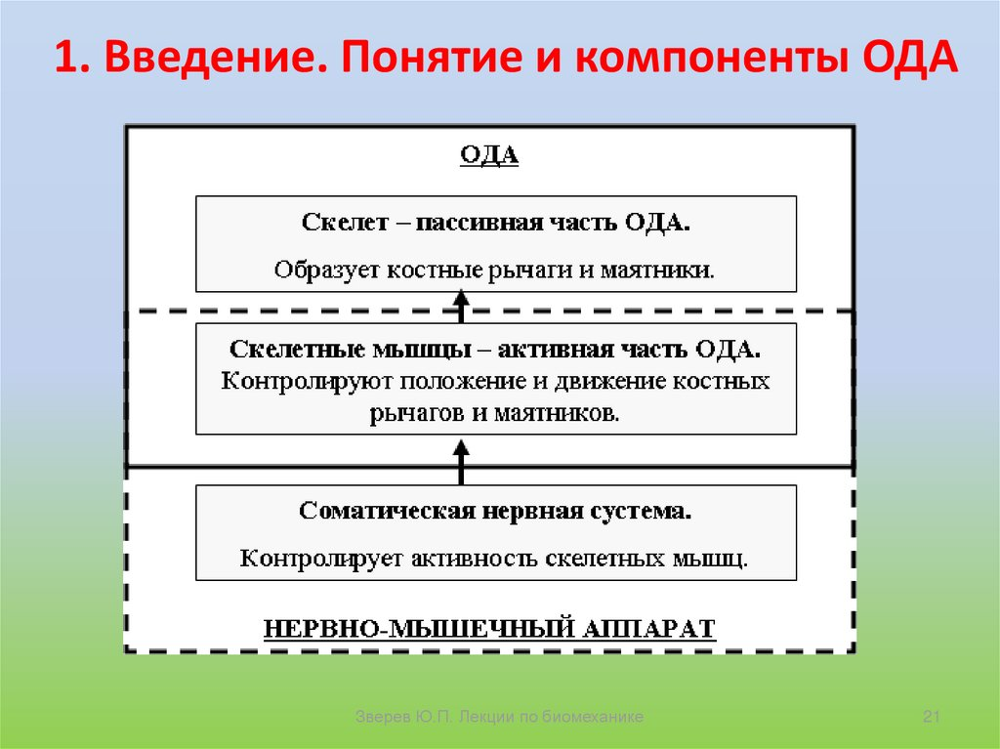 1. Введение. Понятие и компоненты ОДА
ОДА
Скелет – пассивная часть ОДА.
Образует костные рычаги и маятники.
Скелетные мышцы – активная часть ОДА.
Контролируют положение и движение костных
рычагов и маятников.
Соматическая нервная сустема.
Контролирует активность скелетных мышц.
НЕРВНО-МЫШЕЧНЫЙ АППАРАТ
Зверев Ю.П. Лекции по биомеханике
21